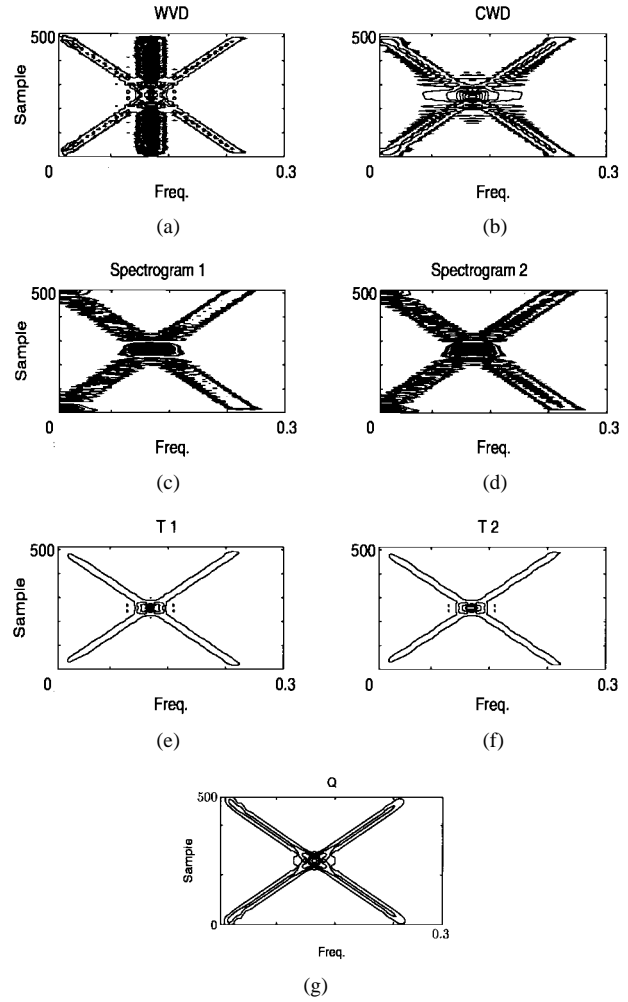 WVD
CWD
500
Sample
0
0.3
Freq.
500
0
0.3
Freq.
(a)
(b)
Spectrogram 1
Spectrogram 2
500
Sample
0
0.3
Freq.
500
0
0.3
Freq.
(c)
(d)
T 1
T 2
500
Sample
0
0.3
Freq.
500
0
0.3
Freq.
(e)
(f)
Q
500
Sample
0
0.3
Freq.
(g)